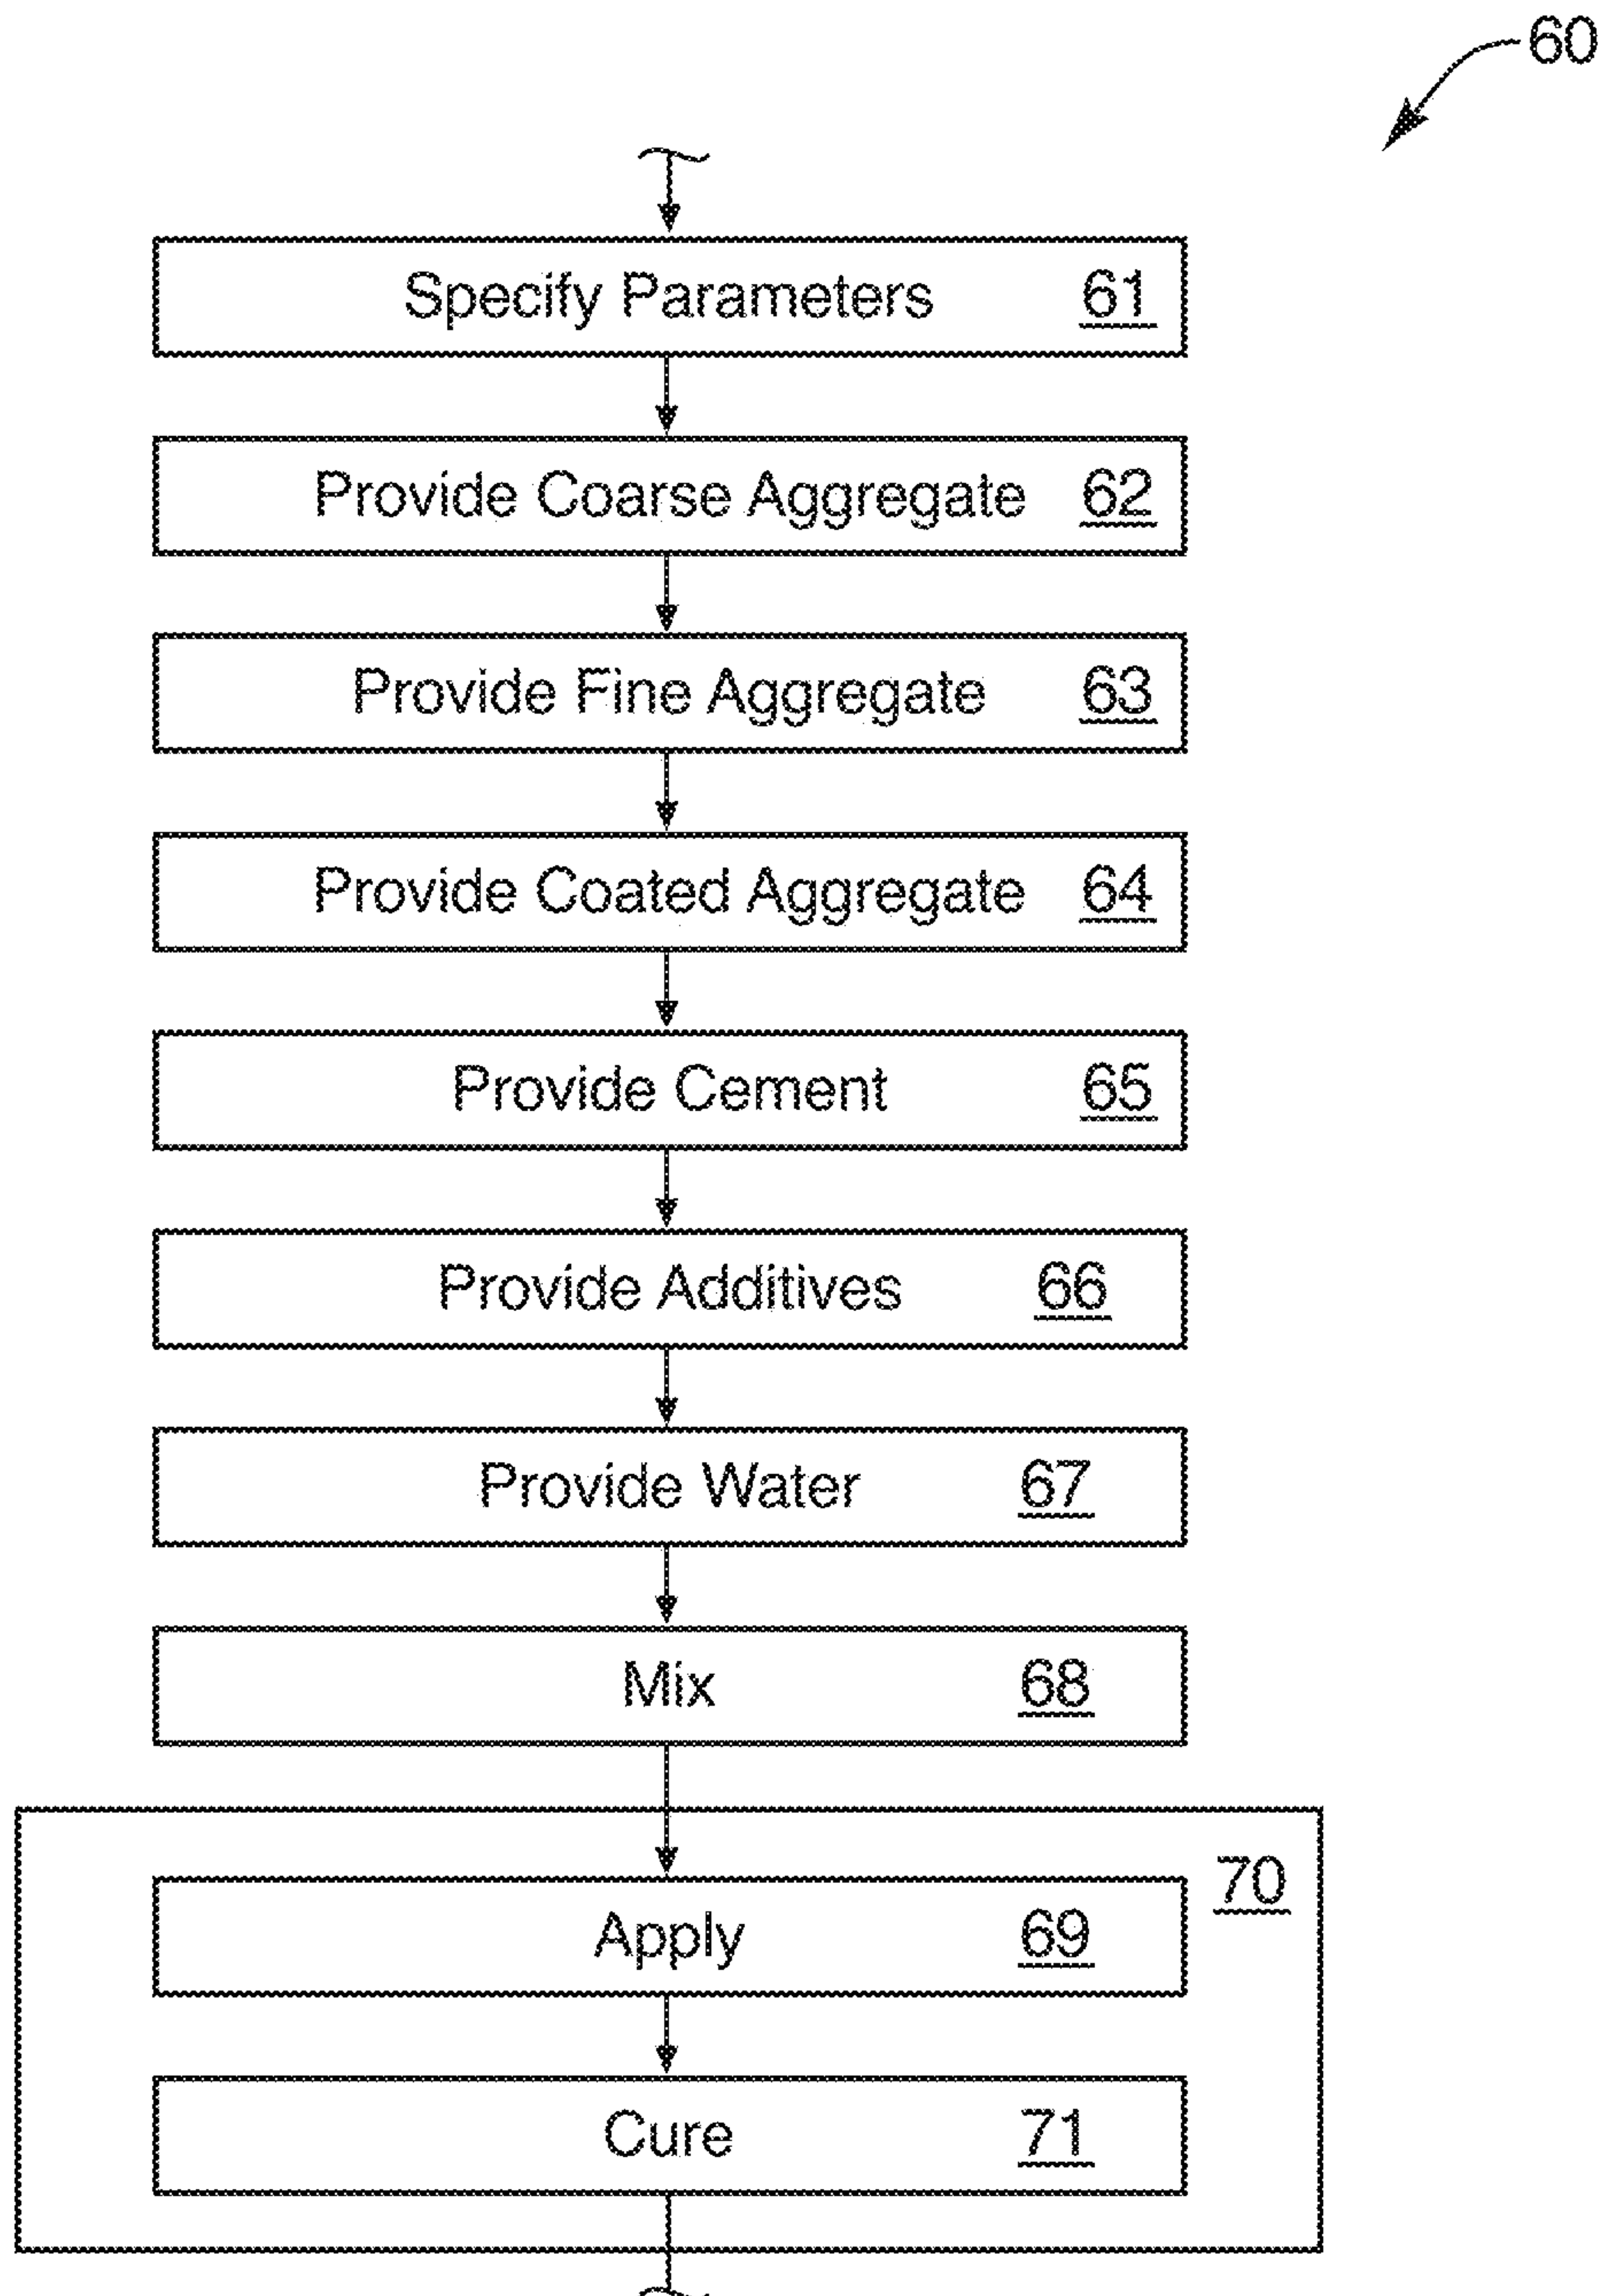 60
Specify Parameters 61
Provide Coarse Aggregate 62
Provide Fine Aggregate 63
Provide Coated Aggregate 64
Provide Cement 65
Provide Additives 66
Provide Water 67
Mix 68
70
Apply 69
Cure 71